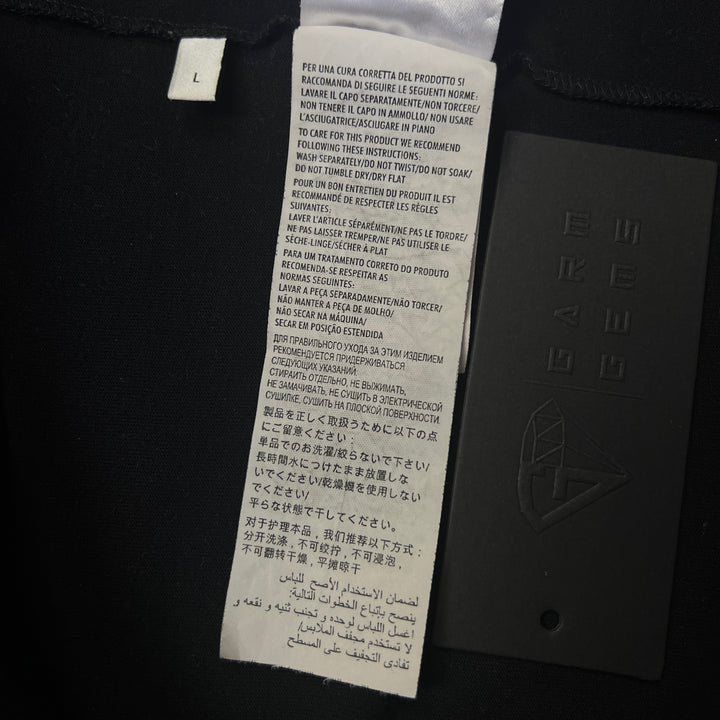 L
PER UNA CURA CORRETTA DEL PRODOTTO SI
RACCOMANDA DI SEGUIRE LE SEGUENTI NORME:
LAVARE IL CAPO SEPARATAMENTE/NON TORCERE/
NON TENERE IL CAPO IN AMMOLLO/NON USARE
L'ASCIUGATRICE/ASCIUGARE IN PIANO
TO CARE FOR THIS PRODUCT WE RECOMMEND
FOLLOWING THESE INSTRUCTIONS:
WASH SEPARATELY/DO NOT TWIST/DO NOT SOAK/
DO NOT TUMBLE DRY/DRY FLAT
POUR UN BON ENTRETIEN DU PRODUIT IL EST
RECOMMANDÉ DE RESPECTER LES RÈGLES
SUIVANTES:
LAVER L'ARTICLE SÉPARÉMENT/NE PAS LE TORDRE/
NE PAS LAISSER TREMPER/NE PAS UTILISER LE
SÈCHE-LINGE/SÉCHER À PLAT
PARA UM TRATAMENTO CORRETO DO PRODUTO
RECOMENDA-SE RESPEITAR AS
NORMAS SEGUINTES:
LAVAR A PEÇA SEPARADAMENTE/NÃO TORCER/
NÃO MANTER A PEÇA DE MOLHO/
NÃO SECAR NA MÁQUINA/
SECAR EM POSIÇÃO ESTENDIDA
ДЛЯ ПРАВИЛЬНОГО УХОДА ЗА ЭТИМ ИЗДЕЛИЕМ
РЕКОМЕНДУЕТСЯ ПРИДЕРЖИВАТЬСЯ
СЛЕДУЮЩИХ УКАЗАНИЙ:
СТИРАТЬ ОТДЕЛЬНО, НЕ ВЫЖИМАТЬ,
НЕ ЗАМАЧИВАТЬ, НЕ СУШИТЬ В ЭЛЕКТРИЧЕСКОЙ
СУШИЛКЕ, СУШИТЬ НА ПЛОСКОЙ ПОВЕРХНОСТИ
製品を正しく取扱うために以下の点
にご留意ください:
単品でのお洗濯/絞らないで下さい/
長時間水につけたまま放置しな
いでください/乾燥機を使用しない
でください/
平らな状態で干してください。
对于护理本品，我们推荐以下方式:
分开洗涤，不可绞拧，不可浸泡，
不可翻转干燥，平摊晾干
لضمان الاستخدام الأصح للباس
ينصح بإتباع الخطوات التالية:
اغسل اللباس لوحده و تجنب ثنيه و نقعه و
لا تستخدم مجفف الملابس/
تفادى التجفيف على المسطح
GARE
GEMS